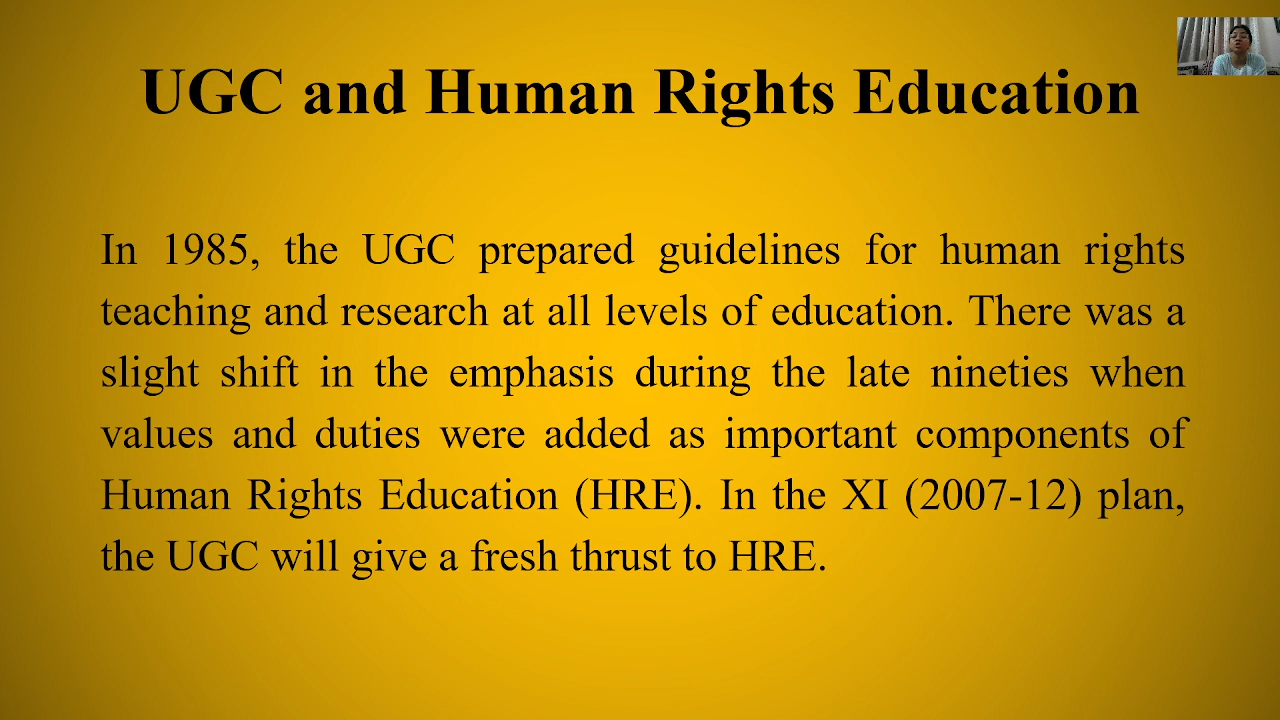 UGC and Human Rights Education
In 1985, the UGC prepared guidelines for human rights
teaching and research at all levels of education. There was a
slight shift in the emphasis during the late nineties when
values and duties were added as important components of
Human Rights Education (HRE). In the XI (2007-12) plan,
the UGC will give a fresh thrust to HRE.